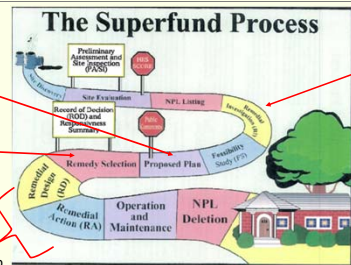 The Superfund Process
Preliminary
Assessment and
Site Inspection
(PA/SI)
HRS
SCORE
Site Discovery
Site Evaluation
NPL Listing
Remedial
Investigation (RI)
Record of Decision
(ROD) and
Responsiveness
Summary
Public
Comments
Feasibility
Study (FS)
Remedy Selection
Proposed Plan
Remedial
Design (RD)
Remedial
Action (RA)
Operation
and
Maintenance
NPL
Deletion